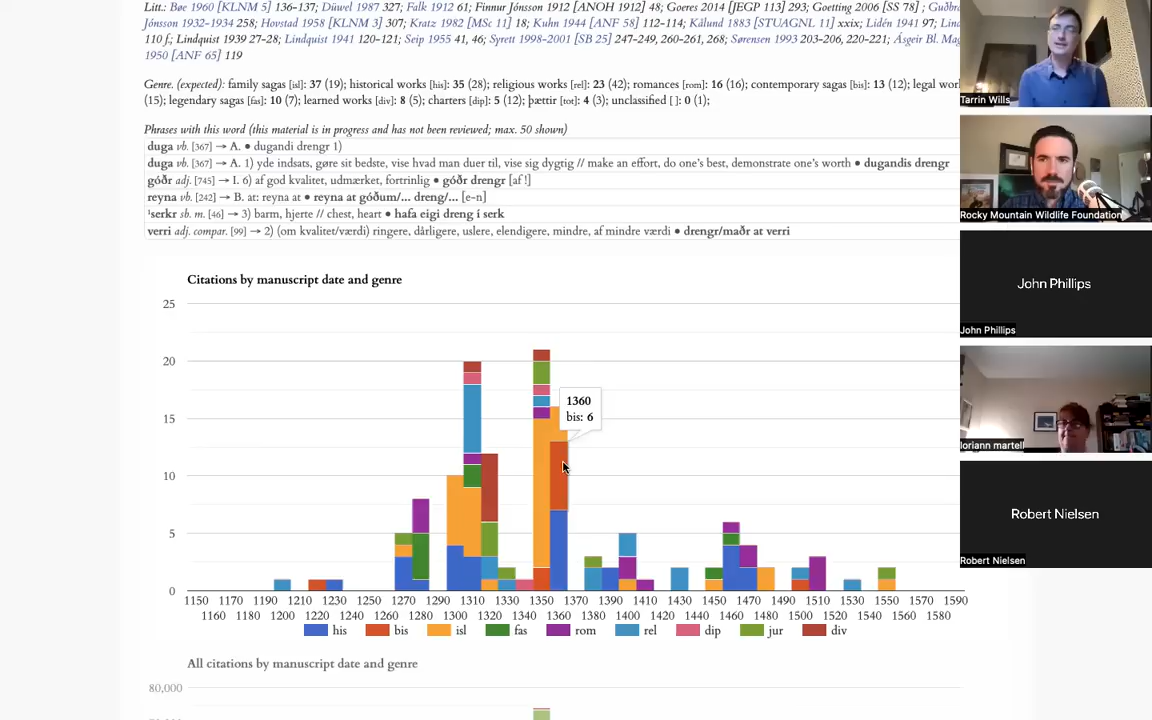 Litt.: Bøe 1960 [KLNM 5] 136-137; Düwel 1987 327; Falk 1912 61; Finnur Jónsson 1912 [ANOH 1912] 48; Goeres 2014 [JEGP 113] 293; Goetting 2006 [SS 78] ; Guðbr
Jónsson 1932-1934 258; Hovstad 1958 [KLNM 3] 307; Kratz 1982 [MSc 11] 18; Kuhn 1944 [ANF 58] 112-114; Kålund 1883 [STUAGNL 11] xxix; Lidén 1941 97; Lind
110 f.; Lindquist 1939 27-28; Lindquist 1941 120-121; Seip 1955 41, 46; Syrett 1998-2001 [SB 25] 247-249, 260-261, 268; Sørensen 1993 203-206, 220-221; Ásgeir Bl. Mag
1950 [ANF 65] 119
Genre. (expected): family sagas [isl]: 37 (19); historical works [his]: 35 (28); religious works [rel]: 23 (42); romances [rom]: 16 (16); contemporary sagas [bis]: 13 (12); legal worl
(15); legendary sagas [fas]: 10 (7); learned works [div]: 8 (5); charters [dip]: 5 (12); þættir [tot]: 4 (3); unclassified [ ]: 0 (1);
Phrases with this word (this material is in progress and has not been reviewed; max. 50 shown)
duga vb. [367] → A. • dugandi drengr 1)
duga vb. [367] → A. 1) yde indsats, gøre sit bedste, vise hvad man duer til, vise sig dygtig // make an effort, do one's best, demonstrate one's worth • dugandis drengr
góðr adj. [745] → I. 6) af god kvalitet, udmærket, fortrinlig • góðr drengr [af !]
reyna vb. [242] → B. at: reyna at • reyna at góðum/... dreng/... [e-n]
¹serkr sb. m. [46] → 3) barm, hjerte // chest, heart • hafa eigi dreng í serk
verri adj. compar. [99] → 2) (om kvalitet/værdi) ringere, dårligere, uslere, elendigere, mindre, af mindre værdi • drengr/maðr at verri
Citations by manuscript date and genre
25
20
15
10
5
0
1360
bis: 6
1150 1170 1190 1210 1230 1250 1270 1290 1310 1330 1350 1370 1390 1410 1430 1450 1470 1490 1510 1530 1550 1570 1590
1160 1180 1200 1220 1240 1260 1280 1300 1320 1340 1360 1380 1400 1420 1440 1460 1480 1500 1520 1540 1560 1580
his bis isl fas rom rel dip jur div
All citations by manuscript date and genre
80,000
Tarrin Wills
Rocky Mountain Wildlife Foundation
John Phillips
John Phillips
loriann martell
Robert Nielsen
Robert Nielsen